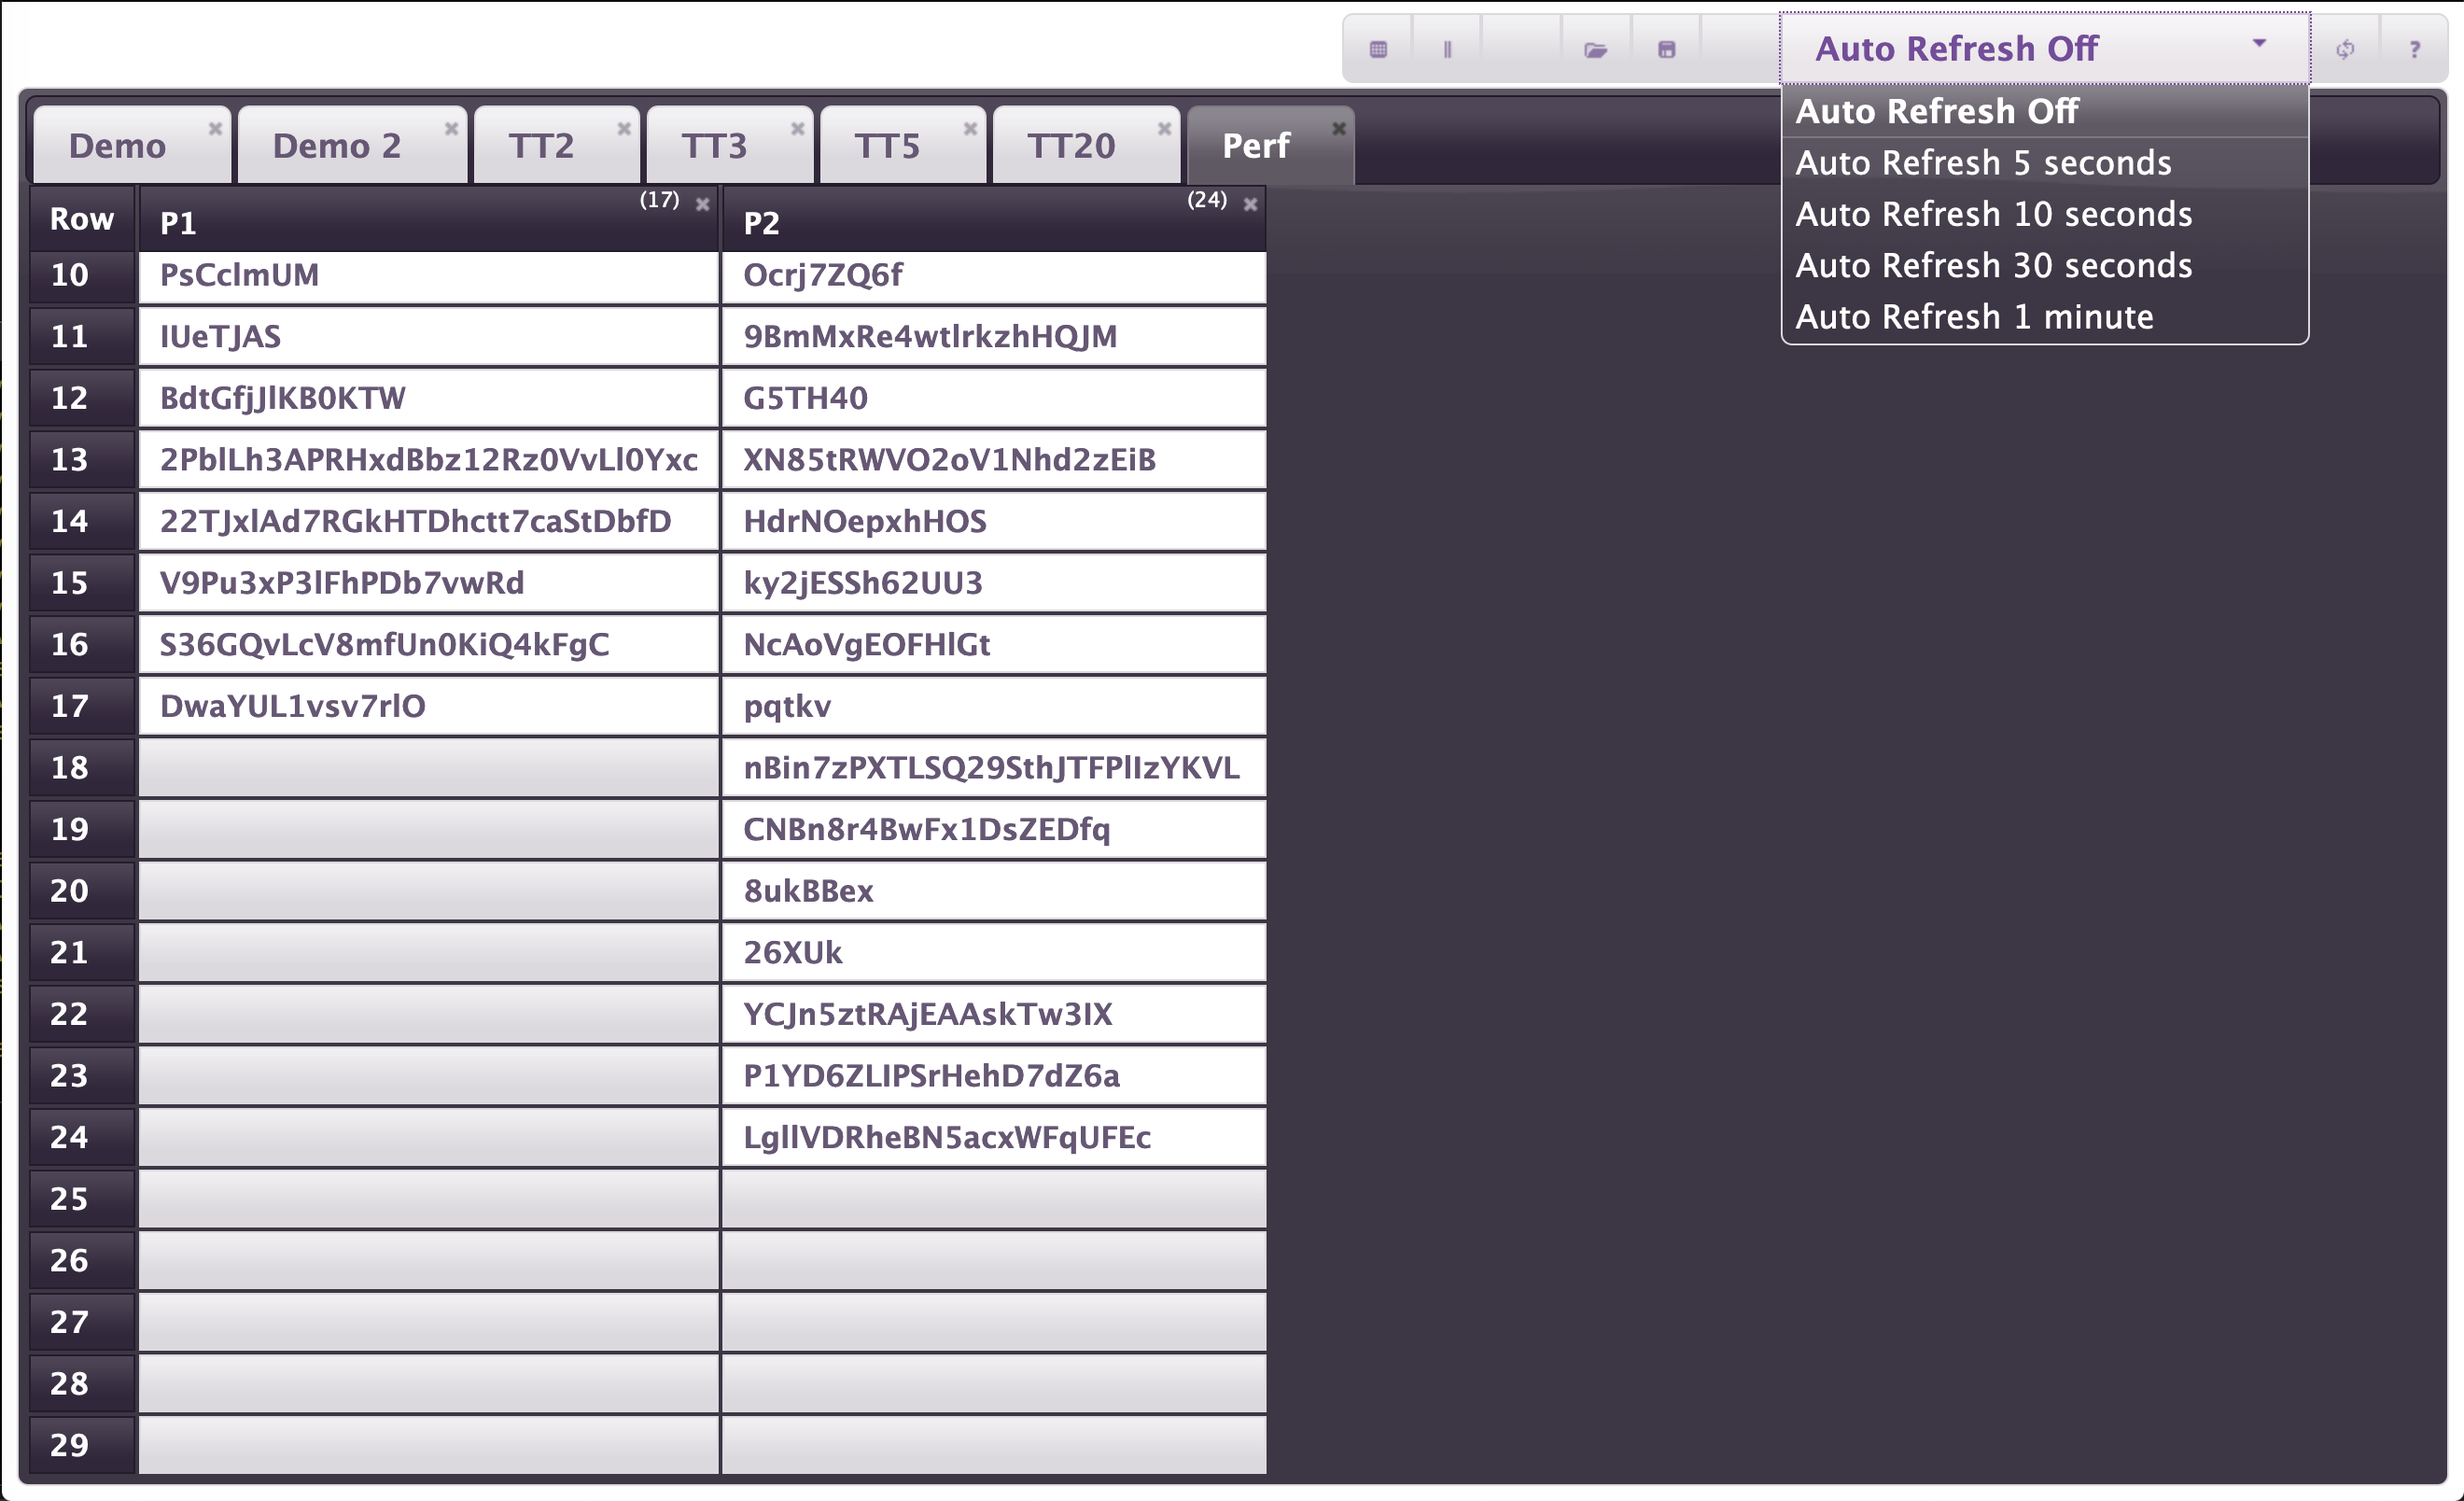 Auto Refresh Off
?
Auto Refresh Off
Auto Refresh 5 seconds
Auto Refresh 10 seconds
Auto Refresh 30 seconds
Auto Refresh 1 minute
Demo Demo 2 TT2 TT3 TT5 TT20 Perf
Row P1 (17) P2 (24)
10 PsCclmUM Ocrj7ZQ6f
11 IUeTJAS 9BmMxRe4wtlrkzhHQJM
12 BdtGfjJlKB0KTW G5TH40
13 2PblLh3APRHxdBbz12Rz0VvLl0Yxc XN85tRWVO2oV1Nhd2zEiB
14 22TJxlAd7RGkHTDhctt7caStDbfD HdrNOepxhHOS
15 V9Pu3xP3lFhPDb7vwRd ky2jESSh62UU3
16 S36GQvLcV8mfUn0KiQ4kFgC NcAoVgEOFHlGt
17 DwaYUL1vsv7rlO pqtkv
18 nBin7zPXTLSQ29SthJTFPlIzYKVL
19 CNBn8r4BwFx1DsZEDfq
20 8ukBBex
21 26XUk
22 YCJn5ztRAjEAAskTw3IX
23 P1YD6ZLIPSrHehD7dZ6a
24 LgllVDRheBN5acxWFqUFEc
25
26
27
28
29